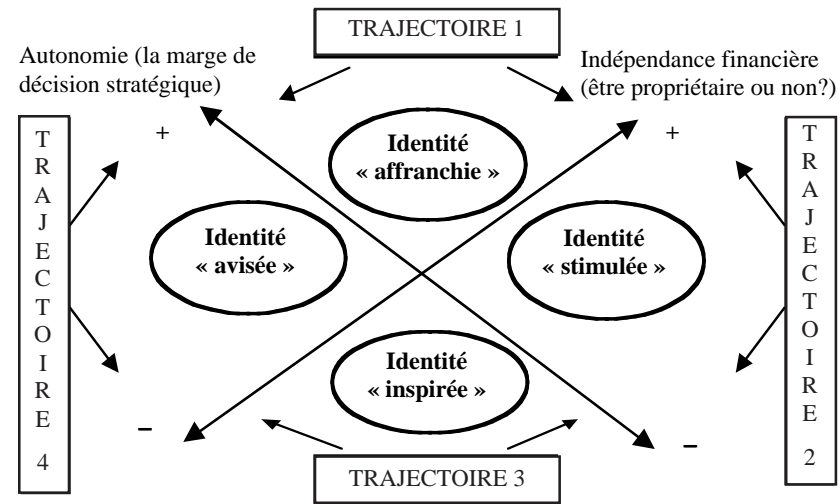 TRAJECTOIRE 1
Autonomie (la marge de
décision stratégique)
Indépendance financière
(être propriétaire ou non?)
+
+
TRAJECTOIRE 4
Identité
« affranchie »
Identité
« avisée »
Identité
« stimulée »
Identité
« inspirée »
TRAJECTOIRE 2
–
–
TRAJECTOIRE 3